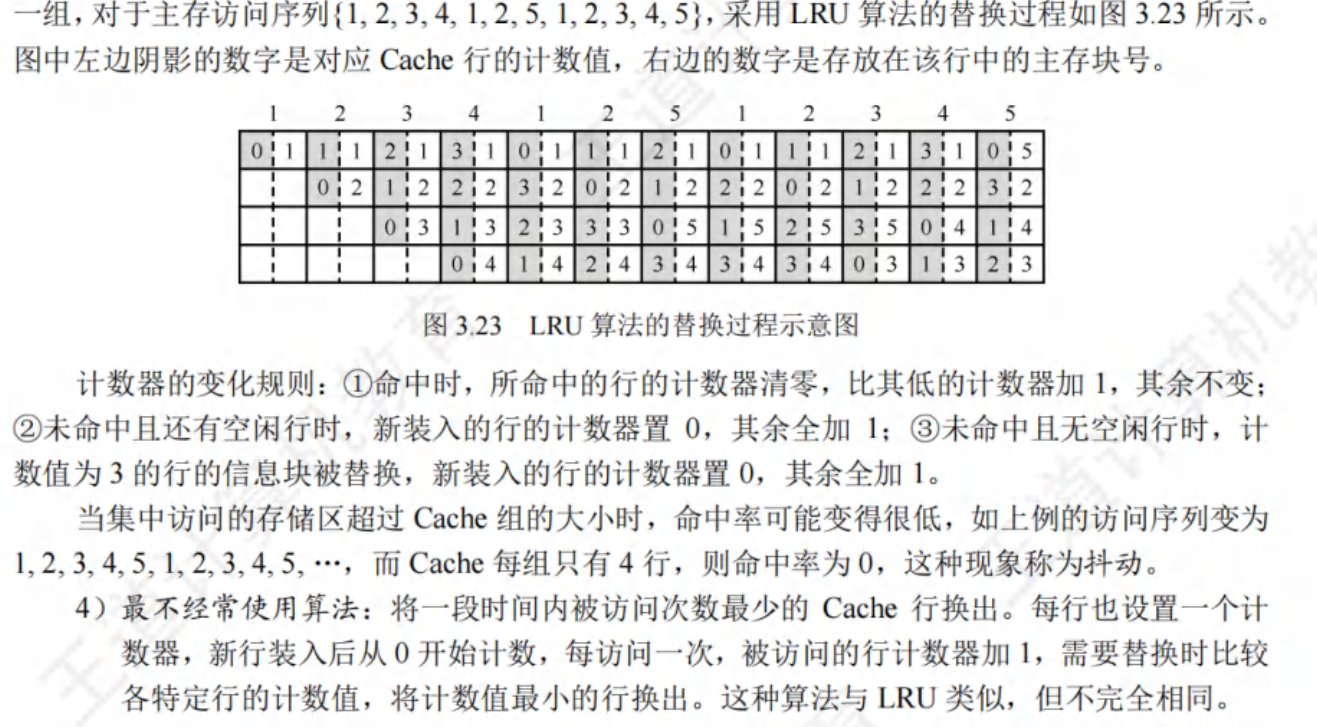 一组，对于主存访问序列{1, 2, 3, 4, 1, 2, 5, 1, 2, 3, 4, 5}，采用 LRU 算法的替换过程如图 3.23 所示。
图中左边阴影的数字是对应 Cache 行的计数值，右边的数字是存放在该行中的主存块号。
1 2 3 4 1 2 5 1 2 3 4 5
0 1 1 1 2 1 3 1 0 1 1 1 2 1 0 1 1 1 2 1 3 1 0 5
0 2 1 2 2 2 3 2 0 2 1 2 2 2 0 2 1 2 2 2 3 2
0 3 1 3 2 3 3 3 0 5 1 5 2 5 3 5 0 4 1 4
0 4 1 4 2 4 3 4 3 4 3 4 0 3 1 3 2 3
图 3.23 LRU 算法的替换过程示意图
计数器的变化规则：①命中时，所命中的行的计数器清零，比其低的计数器加 1，其余不变；
②未命中且还有空闲行时，新装入的行的计数器置 0，其余全加 1；③未命中且无空闲行时，计
数值为 3 的行的信息块被替换，新装入的行的计数器置 0，其余全加 1。
当集中访问的存储区超过 Cache 组的大小时，命中率可能变得很低，如上例的访问序列变为
1, 2, 3, 4, 5, 1, 2, 3, 4, 5, …，而 Cache 每组只有 4 行，则命中率为 0，这种现象称为抖动。
4）最不经常使用算法：将一段时间内被访问次数最少的 Cache 行换出。每行也设置一个计
数器，新行装入后从 0 开始计数，每访问一次，被访问的行计数器加 1，需要替换时比较
各特定行的计数值，将计数值最小的行换出。这种算法与 LRU 类似，但不完全相同。
王道计算机教育